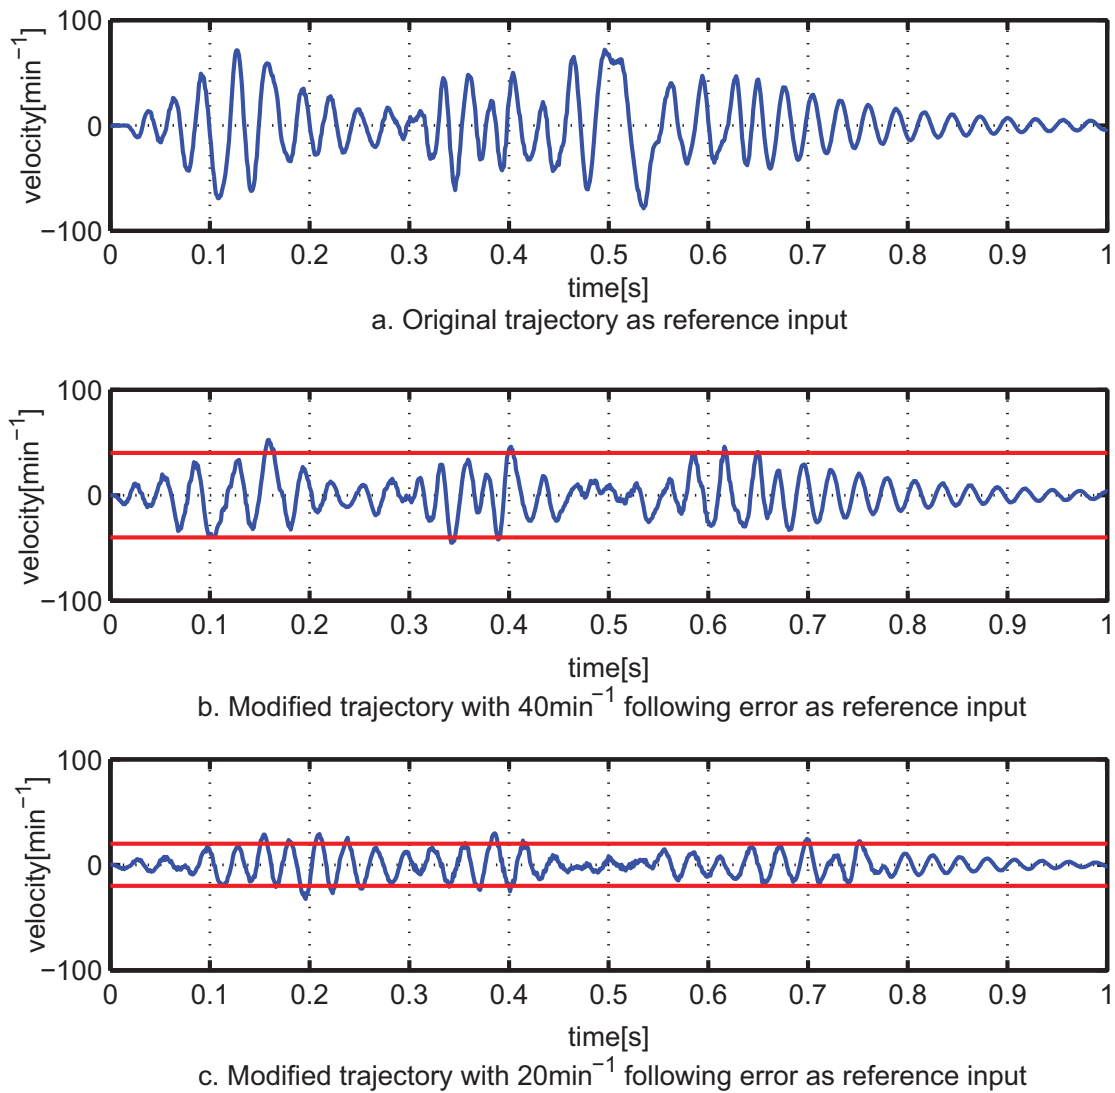 100
0
−100
velocity[min−1]
0 0.1 0.2 0.3 0.4 0.5 0.6 0.7 0.8 0.9 1
time[s]
a. Original trajectory as reference input
100
0
−100
velocity[min−1]
0 0.1 0.2 0.3 0.4 0.5 0.6 0.7 0.8 0.9 1
time[s]
b. Modified trajectory with 40min−1 following error as reference input
100
0
−100
velocity[min−1]
0 0.1 0.2 0.3 0.4 0.5 0.6 0.7 0.8 0.9 1
time[s]
c. Modified trajectory with 20min−1 following error as reference input